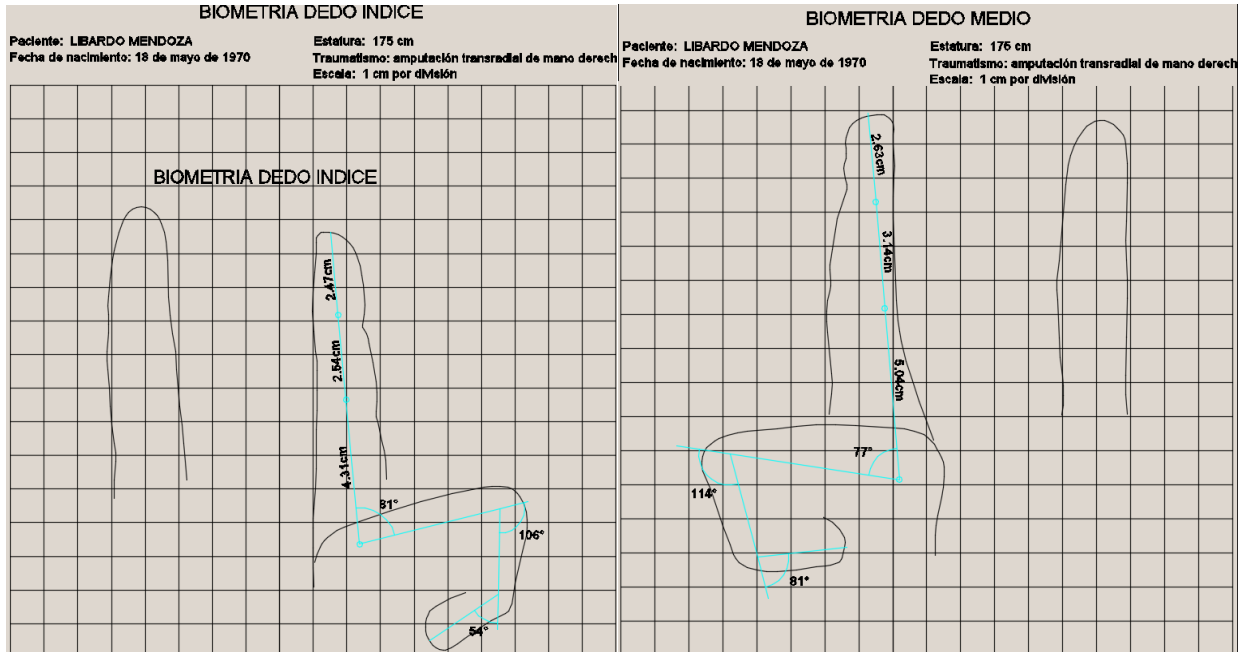 BIOMETRIA DEDO INDICE
Paciente: LIBARDO MENDOZA
Estatura: 175 cm
Fecha de nacimiento: 18 de mayo de 1970
Traumatismo: amputación transradial de mano derech
Escala: 1 cm por división
BIOMETRIA DEDO INDICE
2.47cm
2.54cm
4.31cm
81°
106°
54°
BIOMETRIA DEDO MEDIO
Paciente: LIBARDO MENDOZA
Estatura: 175 cm
Fecha de nacimiento: 18 de mayo de 1970
Traumatismo: amputación transradial de mano derech
Escala: 1 cm por división
2.63cm
3.14cm
5.04cm
77°
114°
81°